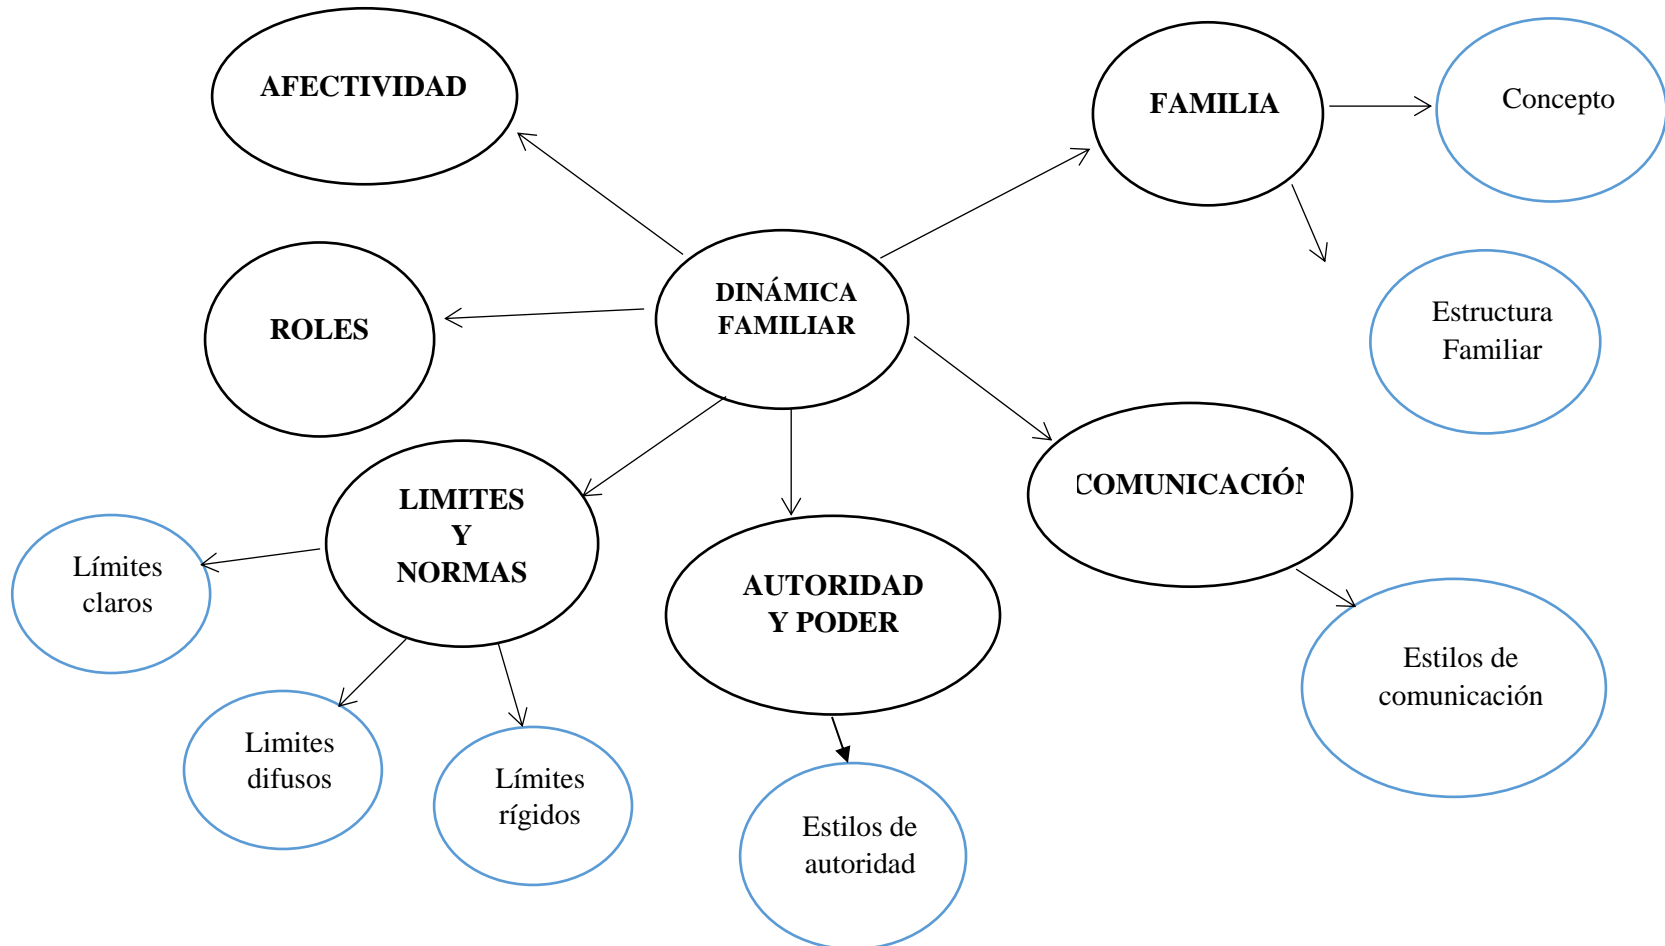 AFECTIVIDAD
FAMILIA
Concepto
DINÁMICA
FAMILIAR
ROLES
Estructura
Familiar
COMUNICACIÓN
LIMITES
Y
NORMAS
AUTORIDAD
Y PODER
Límites
claros
Estilos de
comunicación
Limites
difusos
Límites
rígidos
Estilos de
autoridad